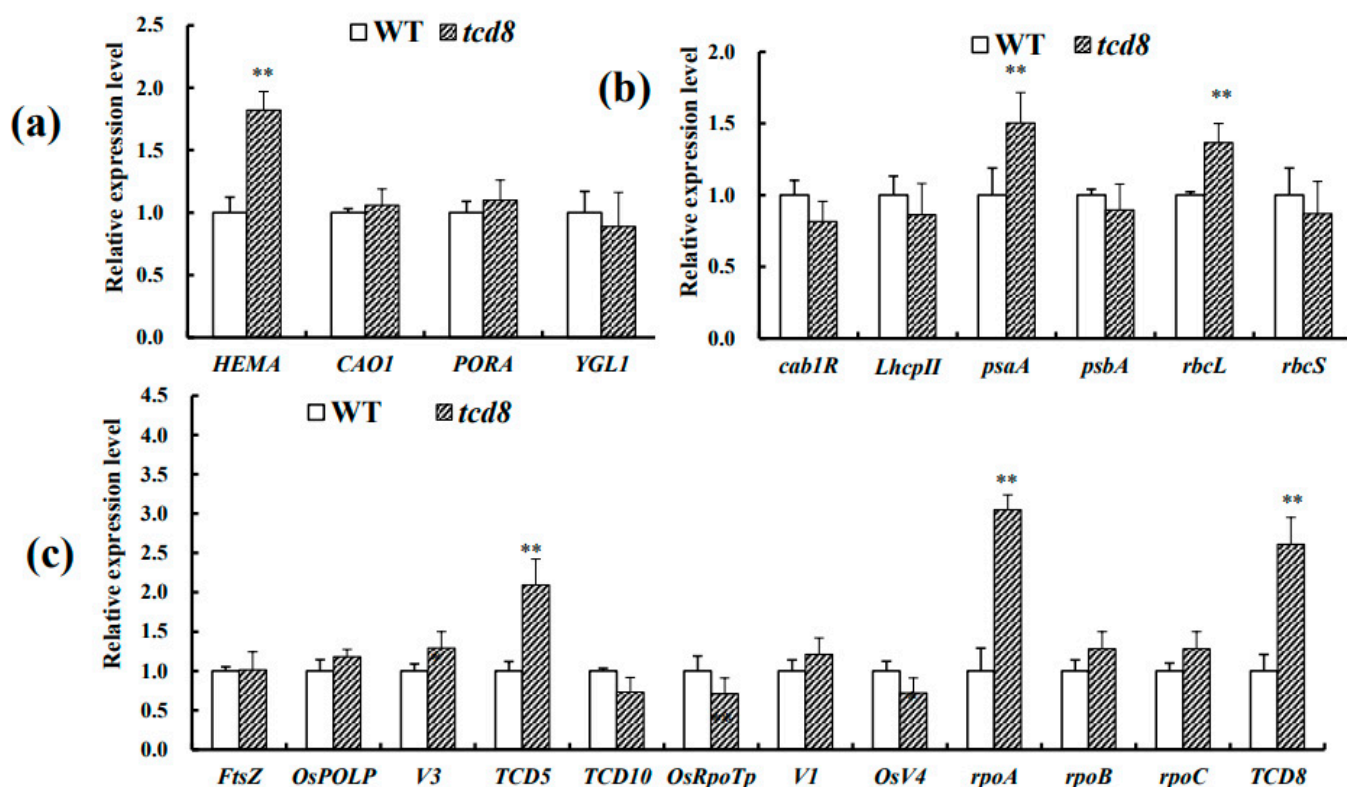 (a)
WT tcd8
Relative expression level
2.5
2.0
1.5
1.0
0.5
0.0
**
HEMA CAO1 PORA YGL1
(b)
WT tcd8
Relative expression level
2.0
1.5
1.0
0.5
0.0
** **
cab1R LhcpII psaA psbA rbcL rbcS
(c)
WT tcd8
Relative expression level
4.5
4.0
3.5
3.0
2.5
2.0
1.5
1.0
0.5
0.0
** ** **
* ** *
FtsZ OsPOLP V3 TCD5 TCD10 OsRpoTp V1 OsV4 rpoA rpoB rpoC TCD8